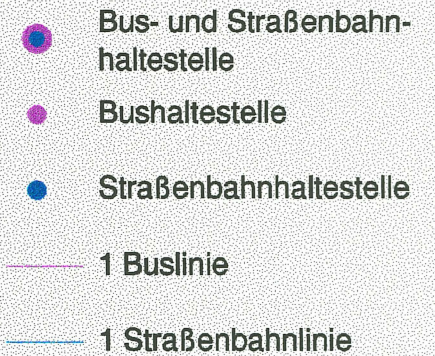 Bus- und Straßenbahn-
haltestelle
Bushaltestelle
Straßenbahnhaltestelle
1 Buslinie
1 Straßenbahnlinie